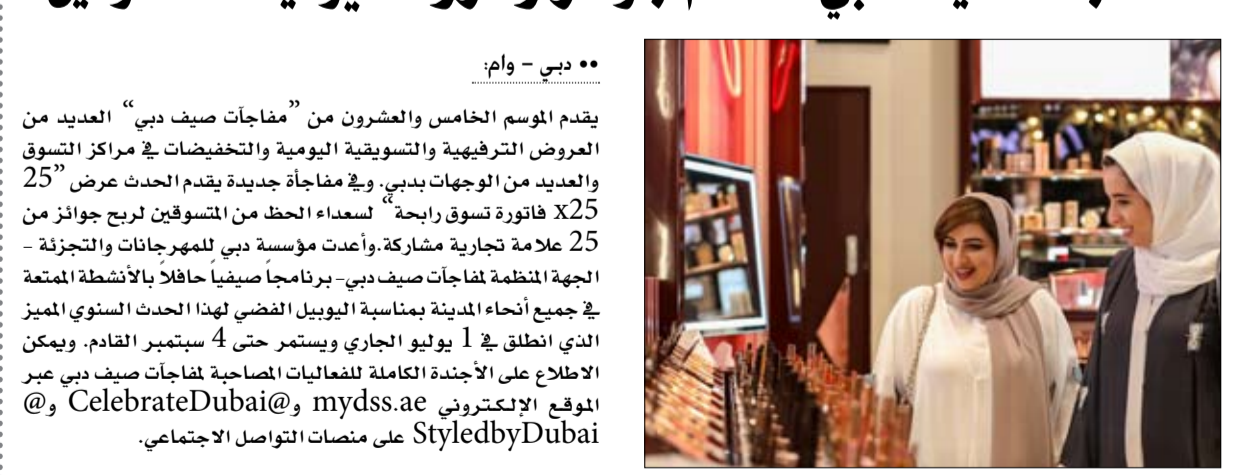 •• دبي – وام:
يقدم الموسم الخامس والعشرون من ”مفاجآت صيف دبي“ العديد من
العروض الترفيهية والتسويقية اليومية والتخفيضات في مراكز التسوق
والعديد من الوجهات بدبي. وفي مفاجأة جديدة يقدم الحدث عرض ”25
x25 فاتورة تسوق رابحة“ لسعداء الحظ من المتسوقين لربح جوائز من
25 علامة تجارية مشاركة.وأعدت مؤسسة دبي للمهرجانات والتجزئة -
الجهة المنظمة لمفاجآت صيف دبي- برنامجاً صيفياً حافلاً بالأنشطة الممتعة
في جميع أنحاء المدينة بمناسبة اليوبيل الفضي لهذا الحدث السنوي المميز
الذي انطلق في 1 يوليو الجاري ويستمر حتى 4 سبتمبر القادم. ويمكن
الاطلاع على الأجندة الكاملة للفعاليات المصاحبة لمفاجآت صيف دبي عبر
الموقع الإلكتروني mydss.ae و@CelebrateDubai و@
StyledbyDubai على منصات التواصل الاجتماعي.